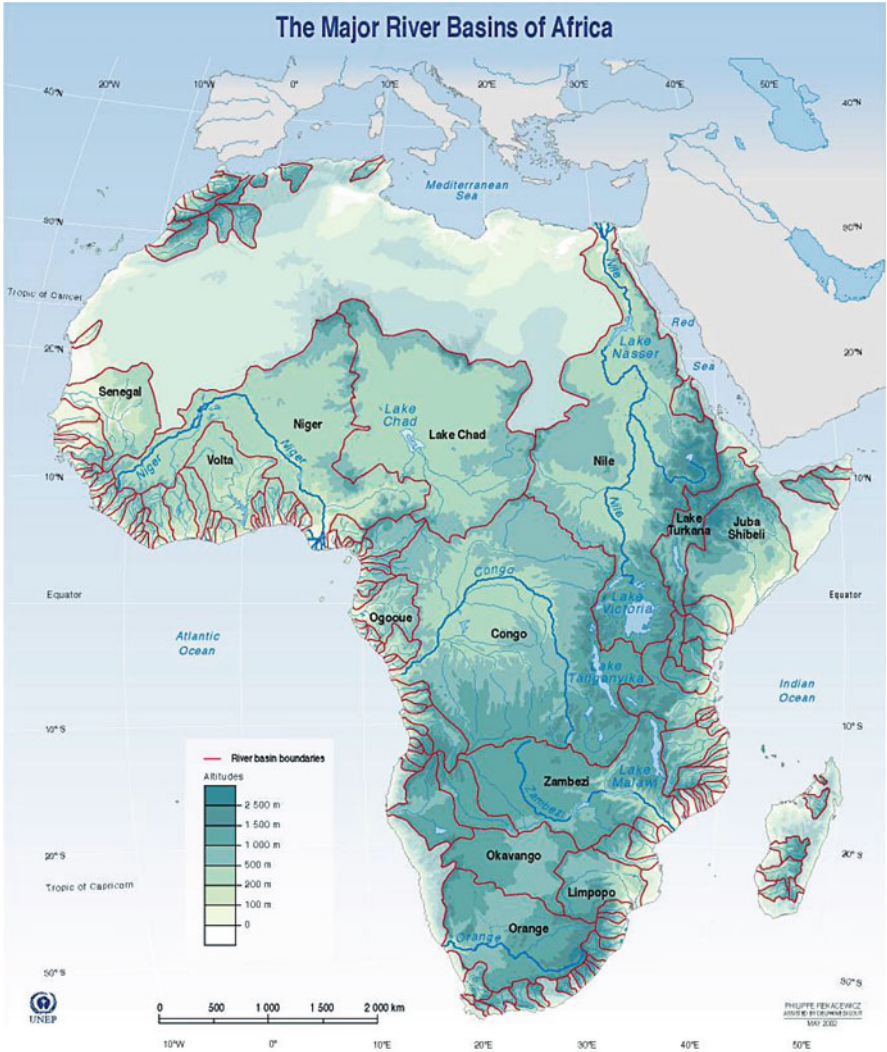 The Major River Basins of Africa
20°W
10°W
0°
10°E
20°E
30°E
40°E
50°E
40°N
40°N
Mediterranean
Sea
30°N
30°N
Nile
Tropic of Cancer
Red
Sea
Lake
Nasser
20°N
20°N
Senegal
Niger
Lake
Chad
Lake Chad
Niger
Niger
Volta
Nile
Nile
10°N
10°N
Lake
Turkana
Juba
Shibeli
Congo
Equator
Equator
Lake
Victoria
Ogooue
Congo
Atlantic
Ocean
Lake
Tanganyika
Indian
Ocean
10° S
10° S
River basin boundaries
Altitudes
2 500 m
1 500 m
1 000 m
500 m
200 m
100 m
0
Zambezi
Lake
Malawi
Zambezi
Okavango
20° S
20° S
Tropic of Capricorn
Limpopo
Orange
Orange
30° S
30° S
UNEP
0
500
1 000
1 500
2 000 km
PHILIPPE REKACEWICZ
MAY 2002
10°W
0°
10°E
20°E
30°E
40°E
50°E